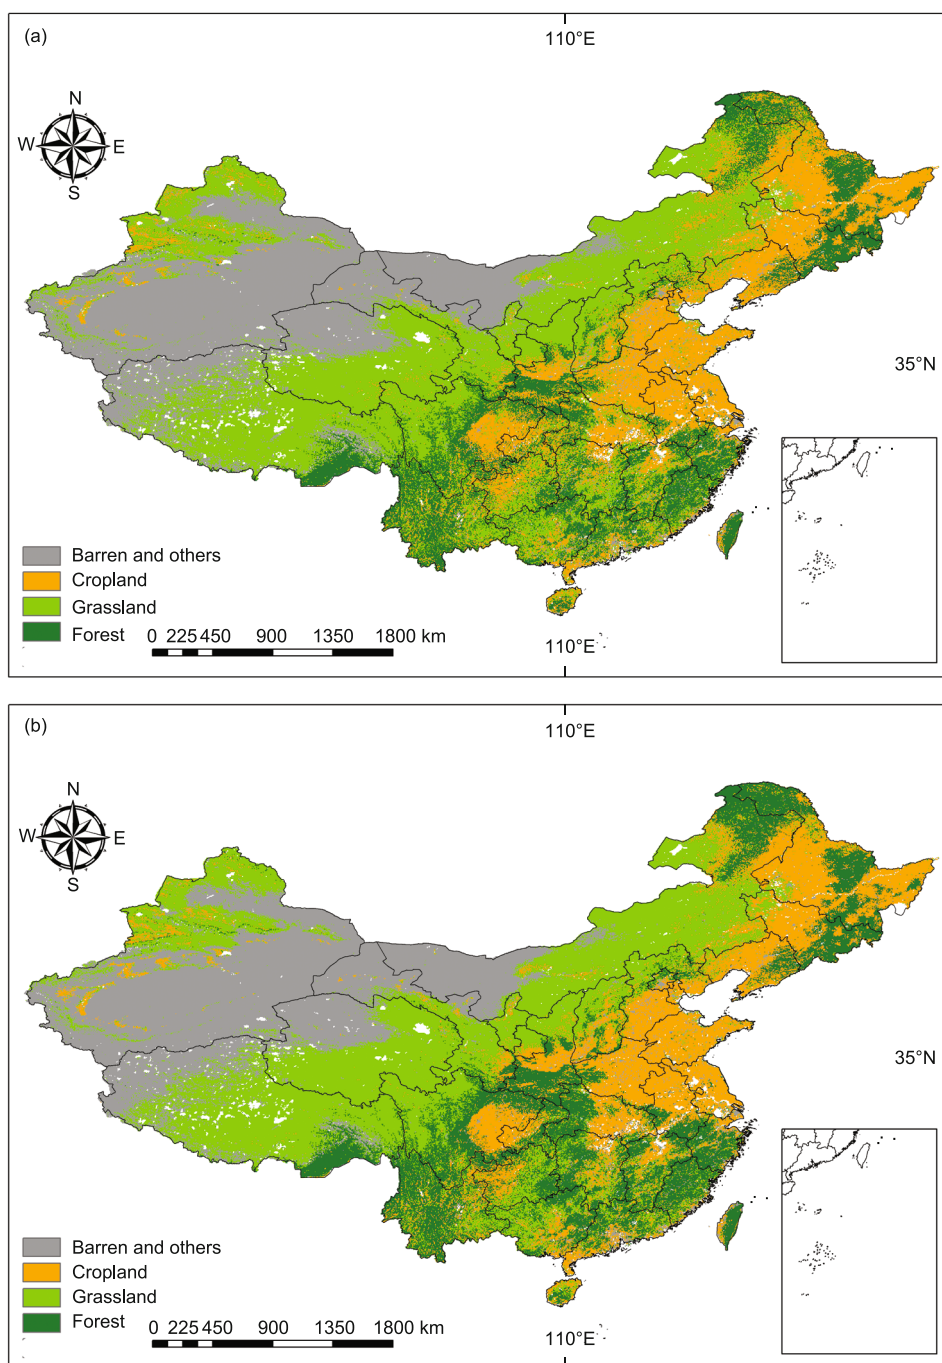 (a)
110°E
N
W E
S
35°N
Barren and others
Cropland
Grassland
Forest
0 225 450 900 1350 1800 km
110°E
(b)
110°E
N
W E
S
35°N
Barren and others
Cropland
Grassland
Forest
0 225 450 900 1350 1800 km
110°E